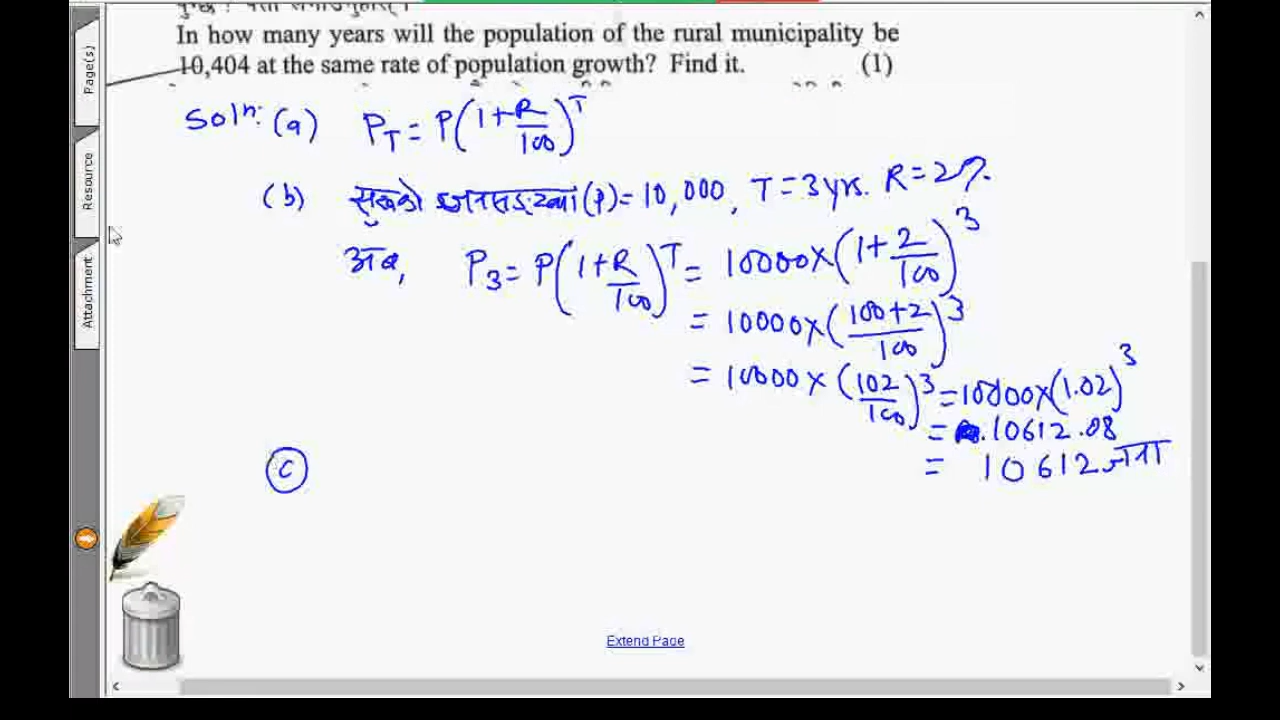 In how many years will the population of the rural municipality be
10,404 at the same rate of population growth? Find it. (1)
Soln: (a) P_T = P(1+R/100)^T
(b) सुरुको जनसङ्ख्या (P) = 10,000, T = 3 yrs. R = 2%.
अब, P_3 = P(1+R/100)^T = 10000×(1+2/100)^3
= 10000×(100+2/100)^3
= 10000×(102/100)^3 = 10000×(1.02)^3
= 10612.08
= 10612 जना
(c)
Page(s)
Resource
Attachment
Extend Page